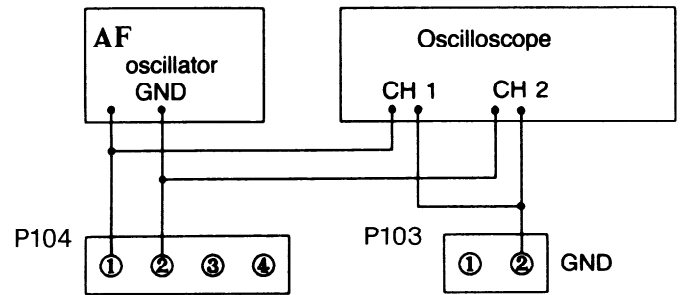 AF
oscillator
GND
Oscilloscope
CH 1 CH 2
P104
① ② ③ ④
P103
① ② GND